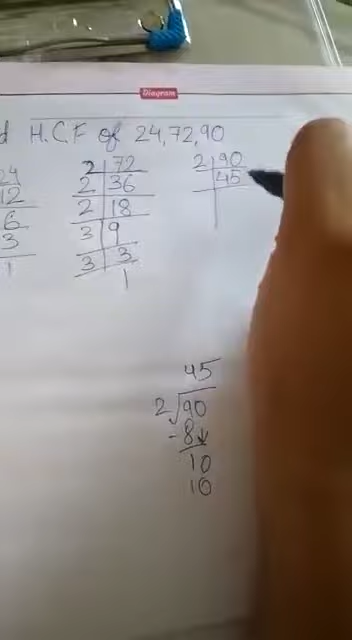 Diagram
d H.C.F of 24,72,90
24
12
6
3
1
2 | 72
2 | 36
2 | 18
3 | 9
3 | 3
1
2 | 90
45
45
2 √90
-8↓
10
10